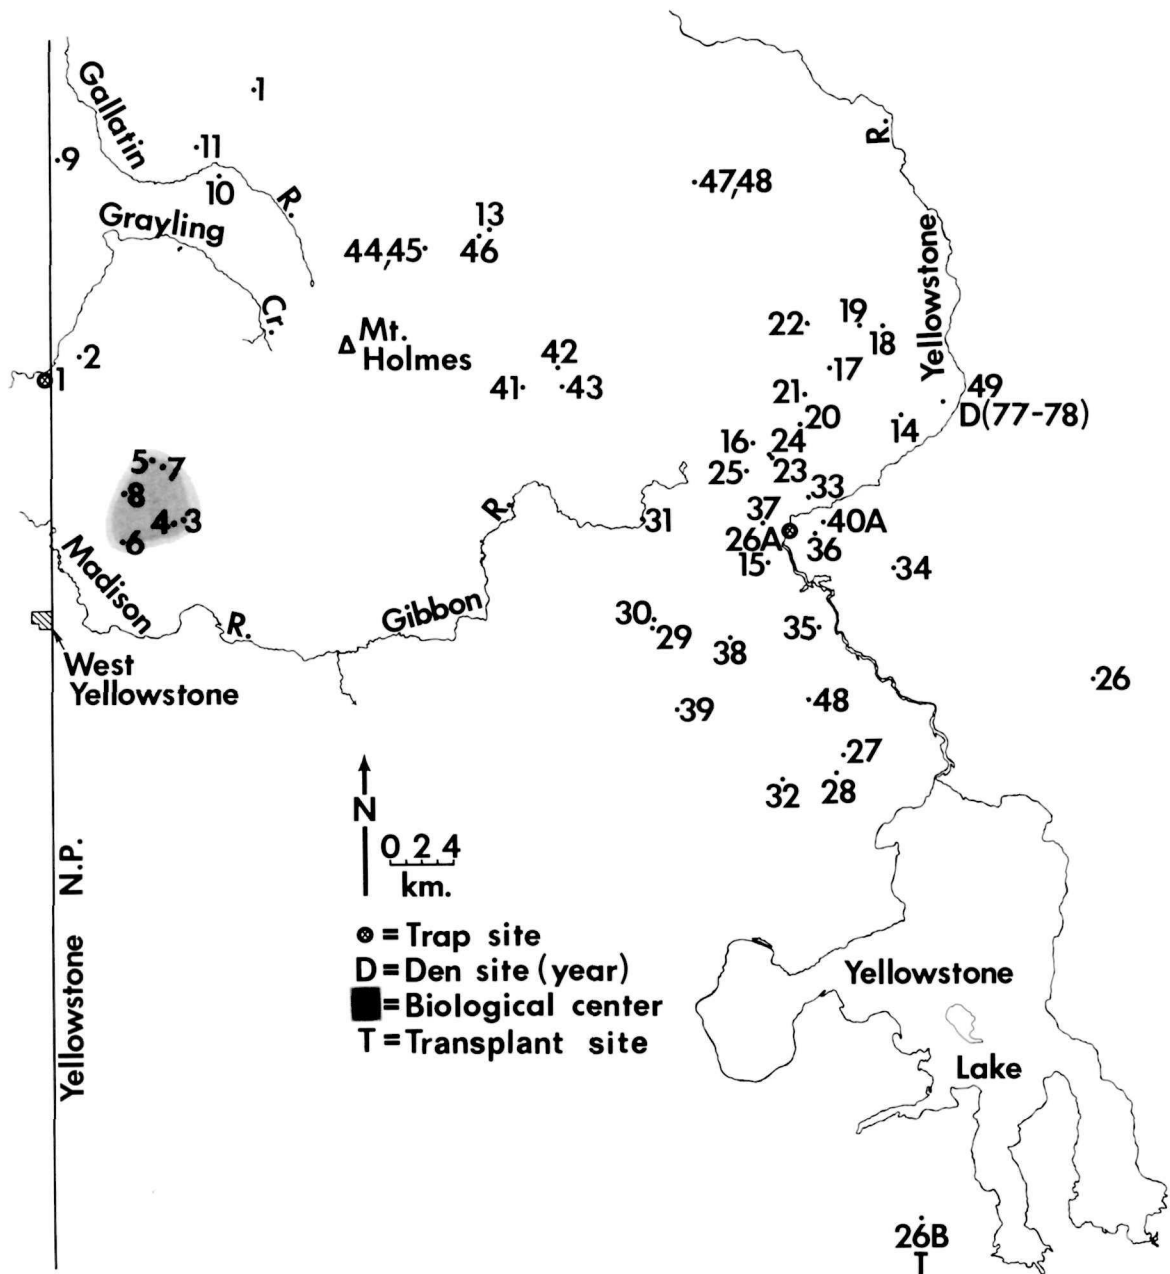 Gallatin
R.
1
9
11
10
Grayling
Cr.
13
44,45
46
47,48
R.
Yellowstone
Mt.
Holmes
2
1
42
41
43
22
19
18
17
21
20
49
D(77-78)
14
16
24
25
23
33
37
40A
26A
36
15
34
5
7
8
4
3
6
31
Madison
R.
Gibbon
R.
West
Yellowstone
30
29
38
35
26
39
48
27
32
28
N
0 2 4
km.
= Trap site
D = Den site (year)
= Biological center
T = Transplant site
Yellowstone N.P.
Yellowstone
Lake
26B
T